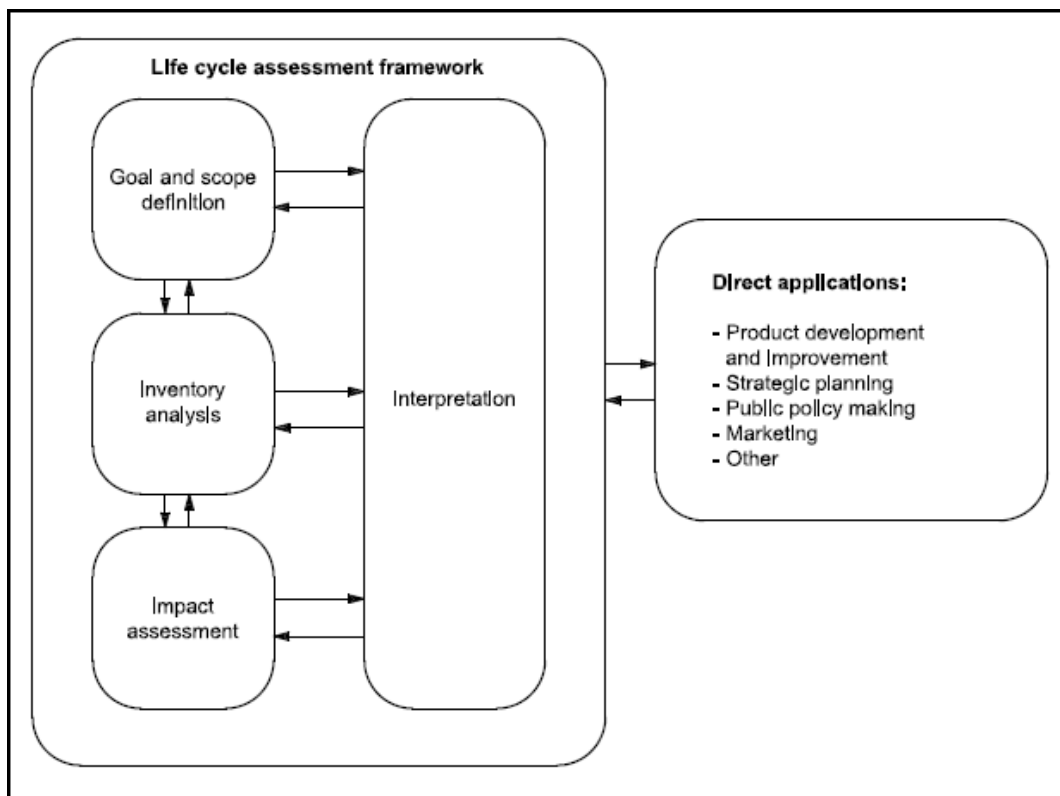 Life cycle assessment framework
Goal and scope
definition
Inventory
analysis
Impact
assessment
Interpretation
Direct applications:
- Product development
and improvement
- Strategic planning
- Public policy making
- Marketing
- Other